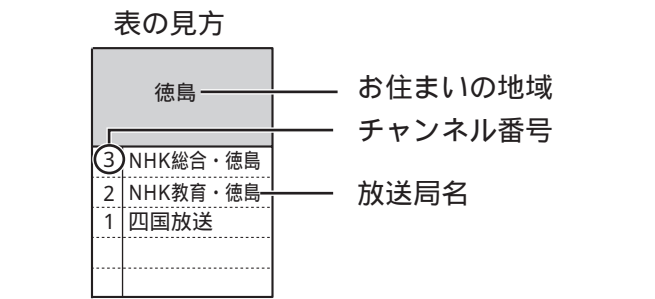 表の見方
徳島
お住まいの地域
チャンネル番号
3 NHK総合・徳島
2 NHK教育・徳島
放送局名
1 四国放送